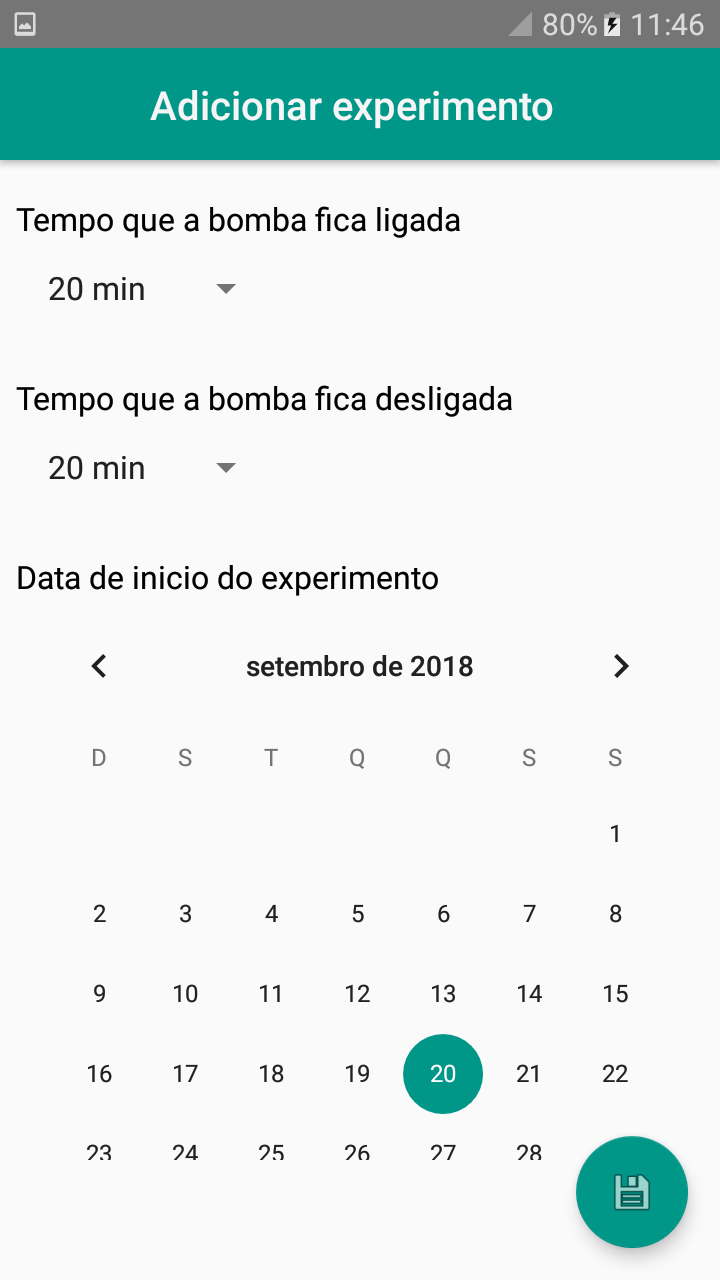 80% 11:46
Adicionar experimento
Tempo que a bomba fica ligada
20 min
Tempo que a bomba fica desligada
20 min
Data de inicio do experimento
setembro de 2018
D S T Q Q S S
1
2 3 4 5 6 7 8
9 10 11 12 13 14 15
16 17 18 19 20 21 22
23 24 25 26 27 28